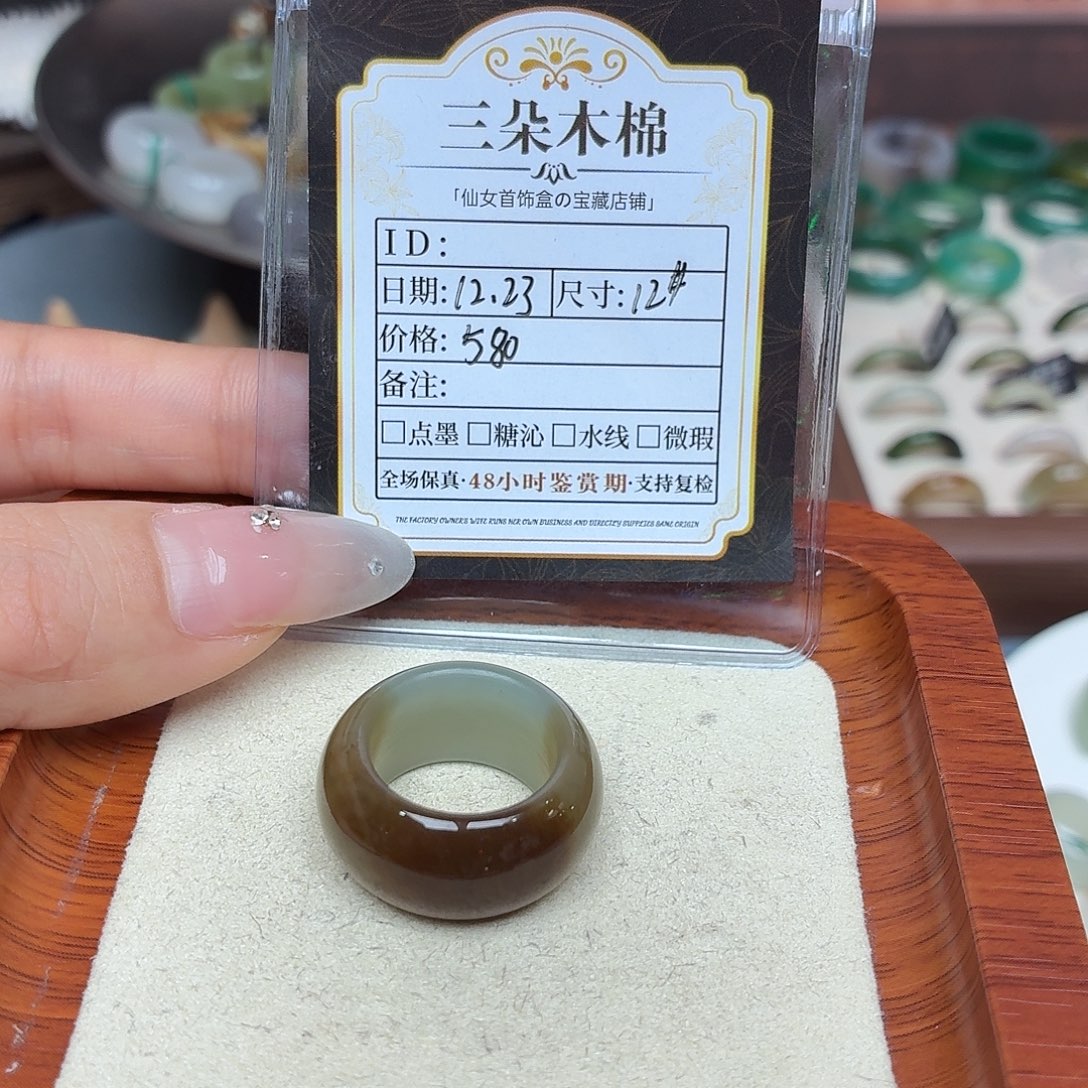 三朵木棉
「仙女首饰盒の宝藏店铺」
ID:
日期: 12.23 尺寸: 12#
价格: 580
备注:
□点墨 □糖沁 □水线 □微瑕
全场保真·48小时鉴赏期·支持复检
THE FACTORY OWNER'S WIFE RUNS HER OWN BUSINESS AND DIRECTLY SUPPLIES SAME ORIGIN